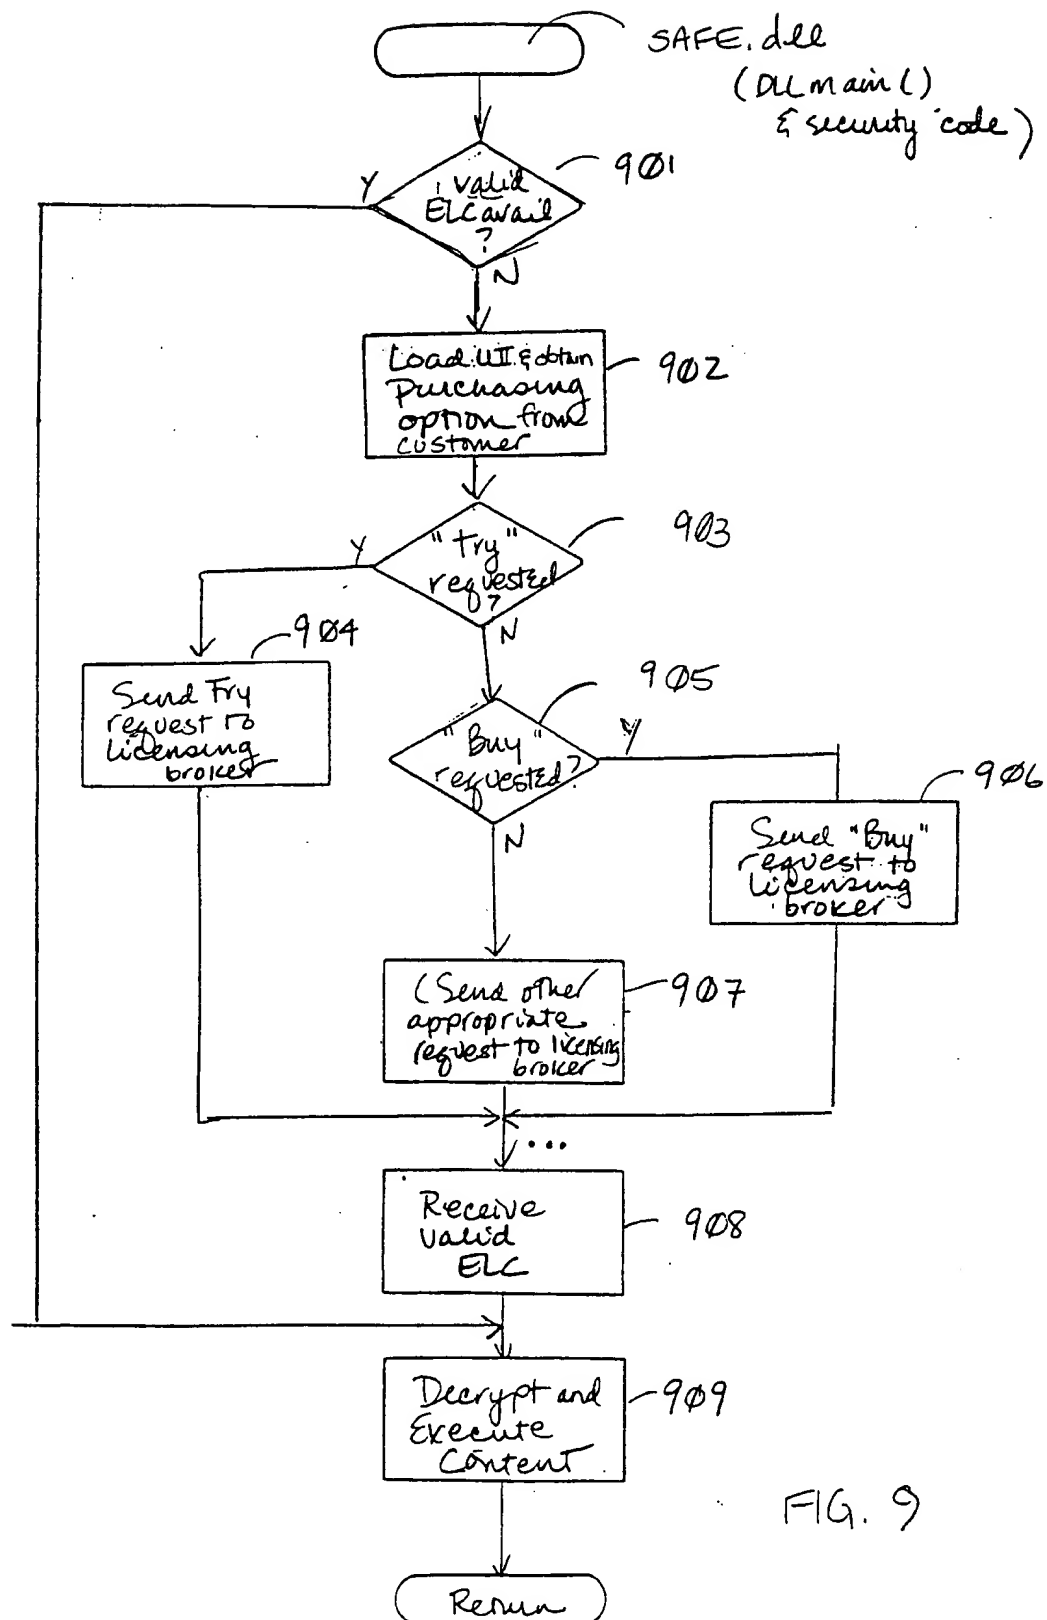 SAFE.dll
(DLLmain()
& security code)
901
Y
valid
ELC avail
?
N
Load UI & obtain
Purchasing
option from
customer
902
"Try"
requested
?
903
Y
N
904
Send Try
request to
licensing
broker
905
"Buy"
requested?
Y
N
906
Send "Buy"
request to
licensing
broker
(Send other
appropriate
request to licensing
broker
907
...
Receive
valid
ELC
908
Decrypt and
Execute
Content
909
FIG. 9
Return